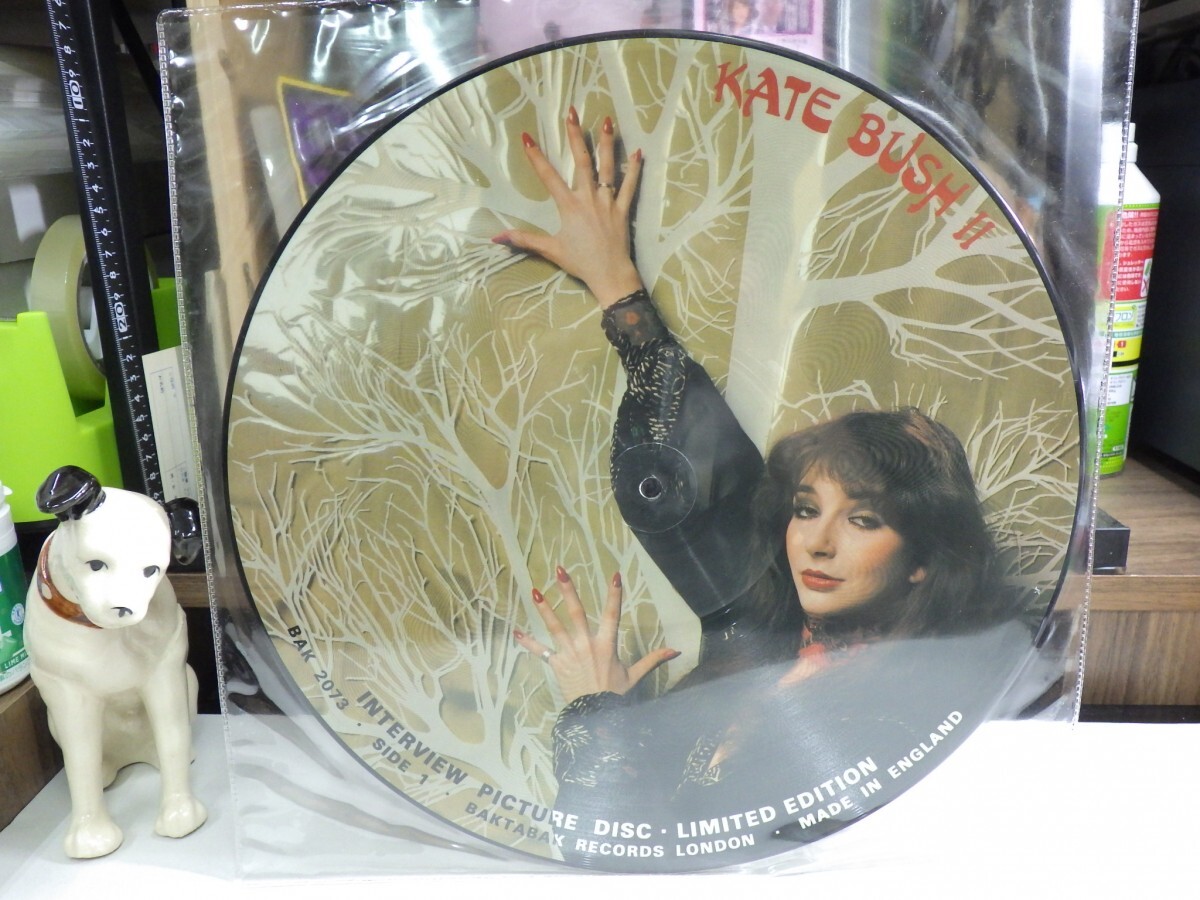 KATE BUSH II
BAK 2073 · INTERVIEW PICTURE DISC · LIMITED EDITION
SIDE 1 · BAKTABAK RECORDS LONDON · MADE IN ENGLAND